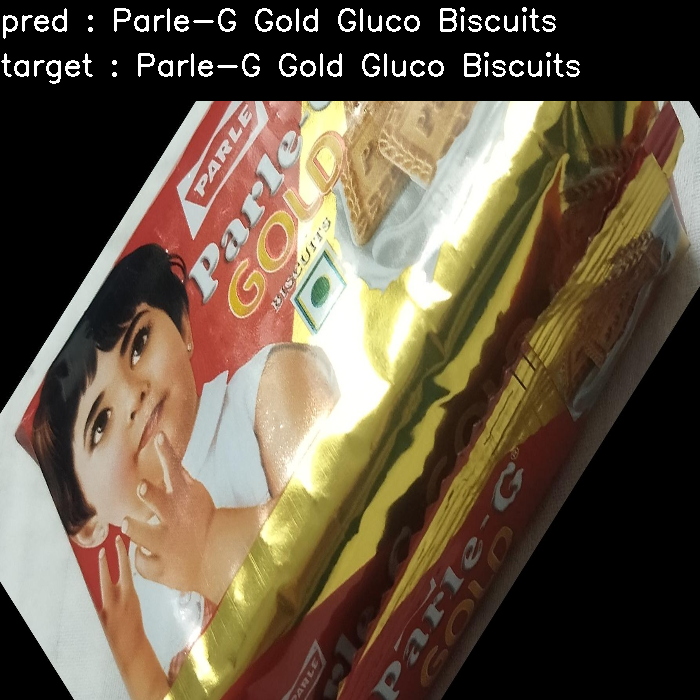 pred : Parle-G Gold Gluco Biscuits
target : Parle-G Gold Gluco Biscuits
PARLE
Parle-G
GOLD
BISCUITS
Parle-G®
GOLD
PARLE